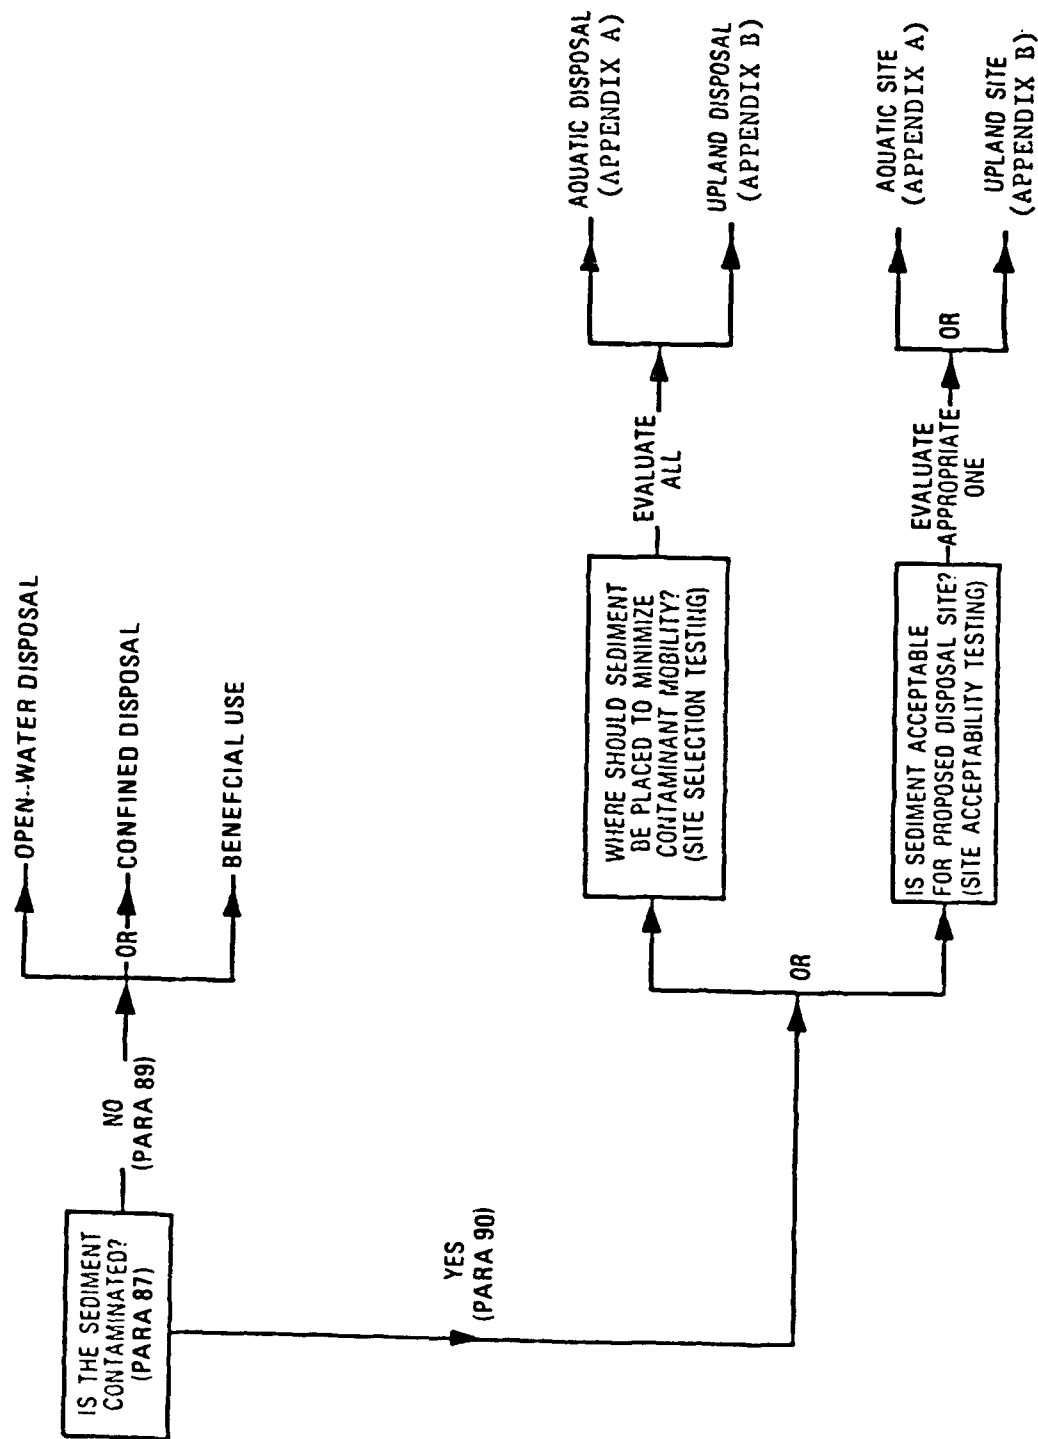 IS THE SEDIMENT
CONTAMINATED?
(PARA 87)
NO
(PARA 89)
OR
OPEN--WATER DISPOSAL
CONFINED DISPOSAL
BENEFCIAL USE
YES
(PARA 90)
OR
WHERE SHOULD SEDIMENT
BE PLACED TO MINIMIZE
CONTAMINANT MOBILITY?
(SITE SELECTION TESTING)
EVALUATE
ALL
AQUATIC DISPOSAL
(APPENDIX A)
UPLAND DISPOSAL
(APPENDIX B)
IS SEDIMENT ACCEPTABLE
FOR PROPOSED DISPOSAL SITE?
(SITE ACCEPTABILITY TESTING)
EVALUATE
APPROPRIATE
ONE
OR
AQUATIC SITE
(APPENDIX A)
UPLAND SITE
(APPENDIX B)